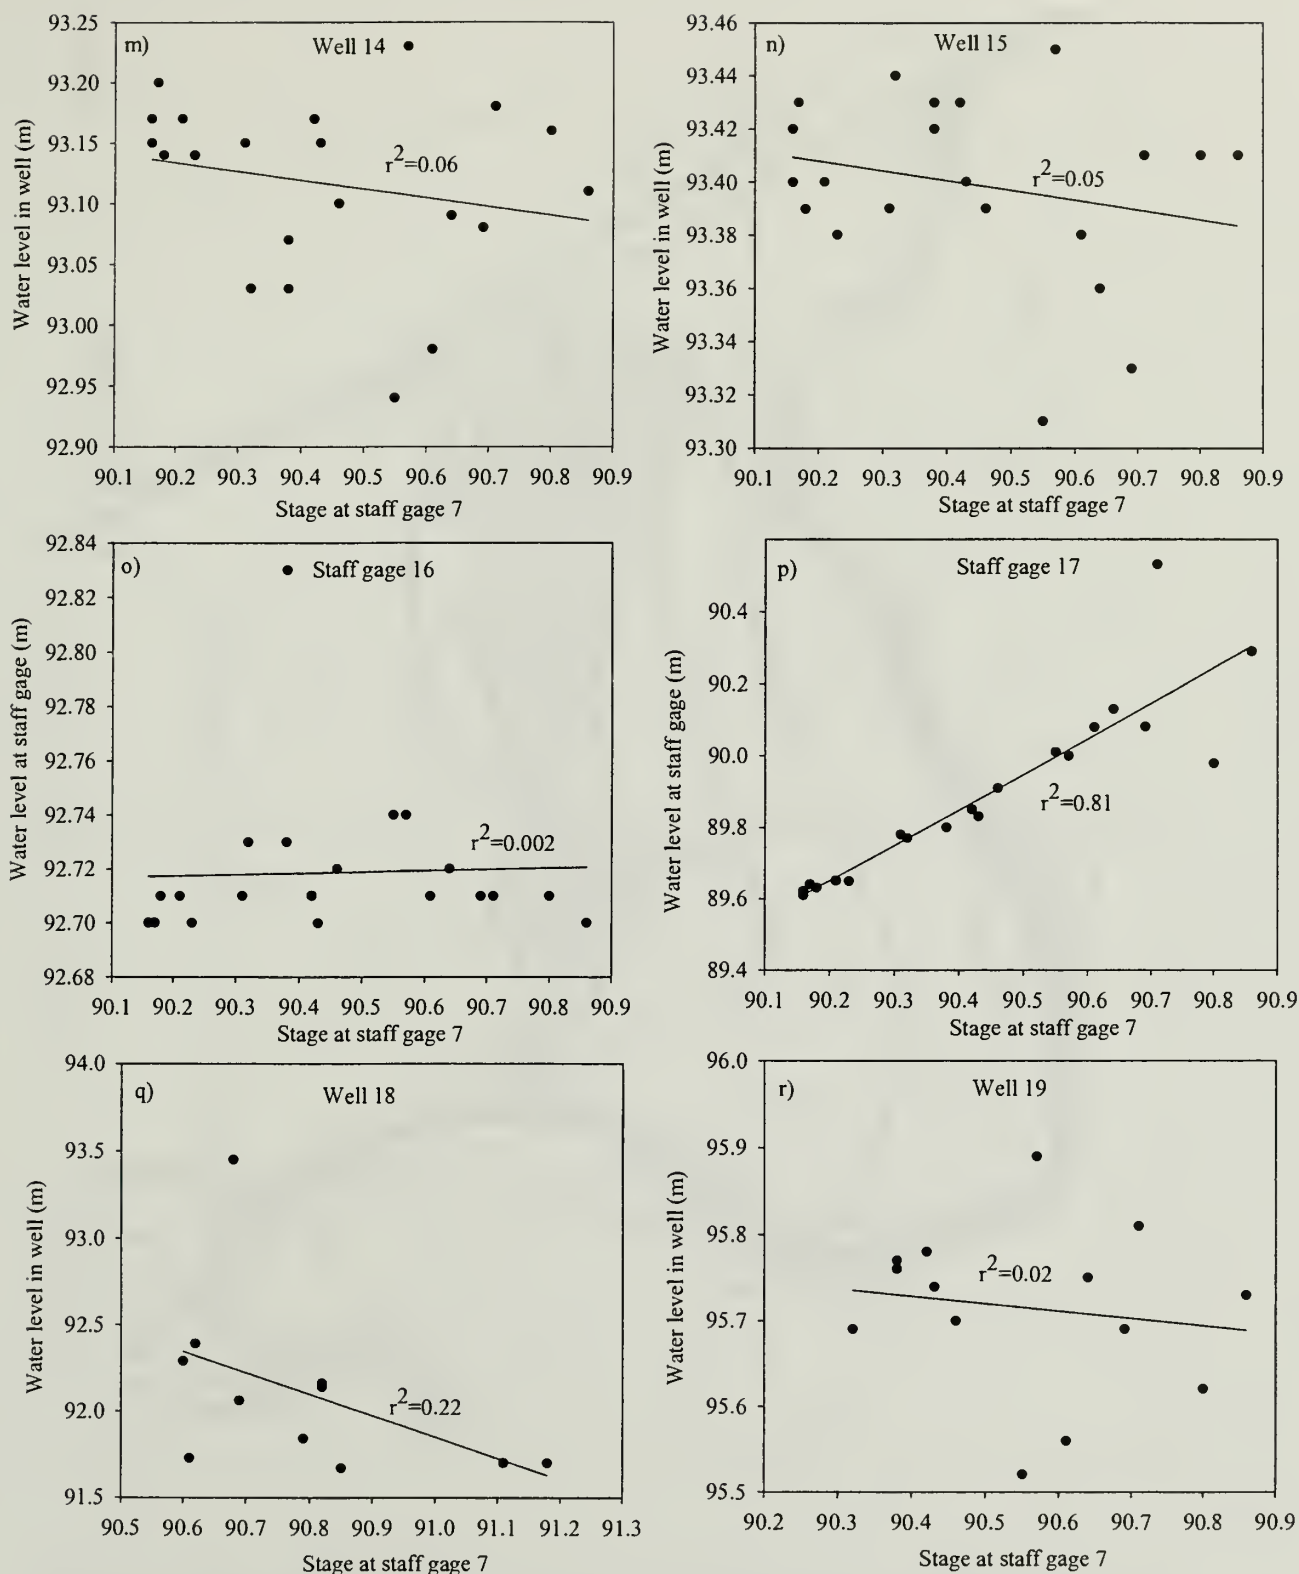 m)
Well 14
Water level in well (m)
93.25
93.20
93.15
93.10
93.05
93.00
92.95
92.90
r²=0.06
90.1 90.2 90.3 90.4 90.5 90.6 90.7 90.8 90.9
Stage at staff gage 7
n)
Well 15
Water level in well (m)
93.46
93.44
93.42
93.40
93.38
93.36
93.34
93.32
93.30
r²=0.05
90.1 90.2 90.3 90.4 90.5 90.6 90.7 90.8 90.9
Stage at staff gage 7
o)
Staff gage 16
Water level at staff gage (m)
92.84
92.82
92.80
92.78
92.76
92.74
92.72
92.70
92.68
r²=0.002
90.1 90.2 90.3 90.4 90.5 90.6 90.7 90.8 90.9
Stage at staff gage 7
p)
Staff gage 17
Water level at staff gage (m)
90.4
90.2
90.0
89.8
89.6
89.4
r²=0.81
90.1 90.2 90.3 90.4 90.5 90.6 90.7 90.8 90.9
Stage at staff gage 7
q)
Well 18
Water level in well (m)
94.0
93.5
93.0
92.5
92.0
91.5
r²=0.22
90.5 90.6 90.7 90.8 90.9 91.0 91.1 91.2 91.3
Stage at staff gage 7
r)
Well 19
Water level in well (m)
96.0
95.9
95.8
95.7
95.6
95.5
r²=0.02
90.2 90.3 90.4 90.5 90.6 90.7 90.8 90.9
Stage at staff gage 7